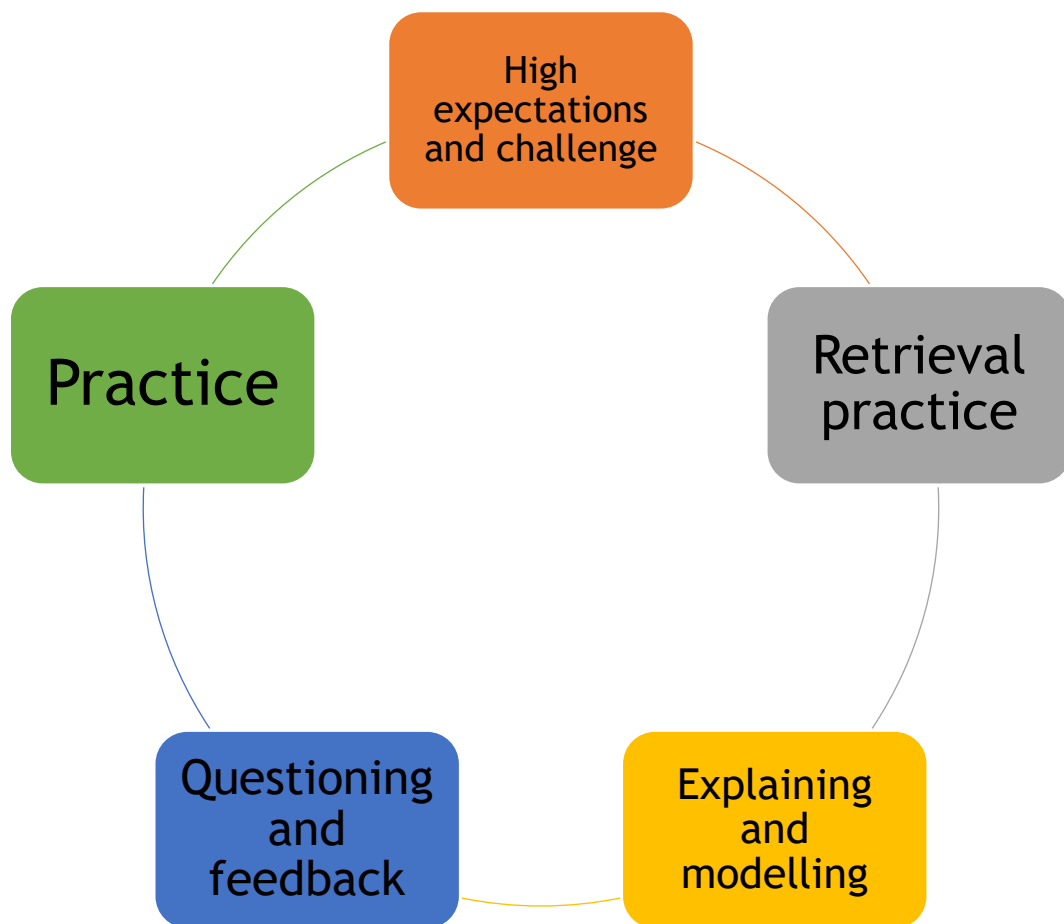 High
expectations
and challenge
Retrieval
practice
Explaining
and
modelling
Questioning
and
feedback
Practice